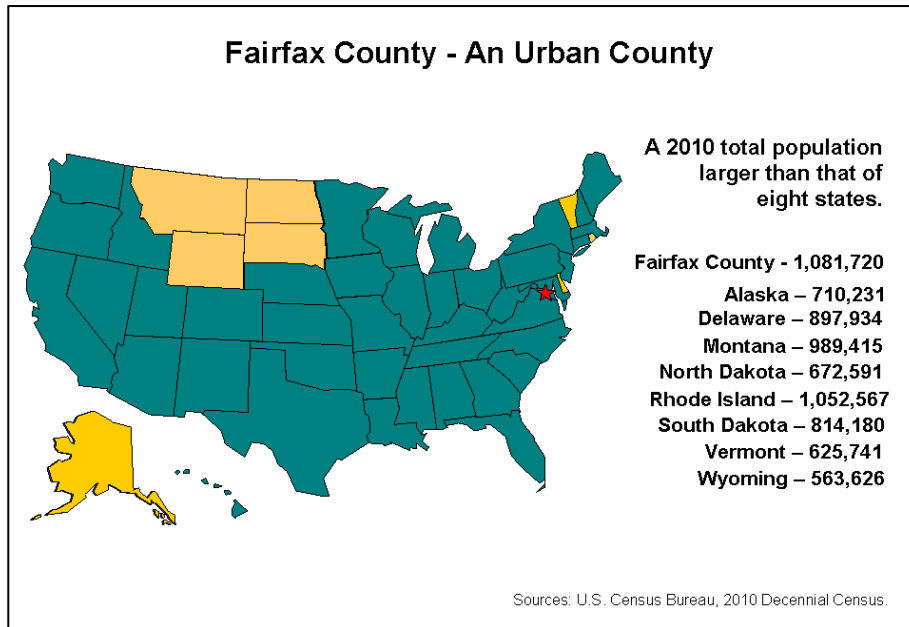 Fairfax County - An Urban County
A 2010 total population
larger than that of
eight states.
Fairfax County - 1,081,720
Alaska – 710,231
Delaware – 897,934
Montana – 989,415
North Dakota – 672,591
Rhode Island – 1,052,567
South Dakota – 814,180
Vermont – 625,741
Wyoming – 563,626
Sources: U.S. Census Bureau, 2010 Decennial Census.